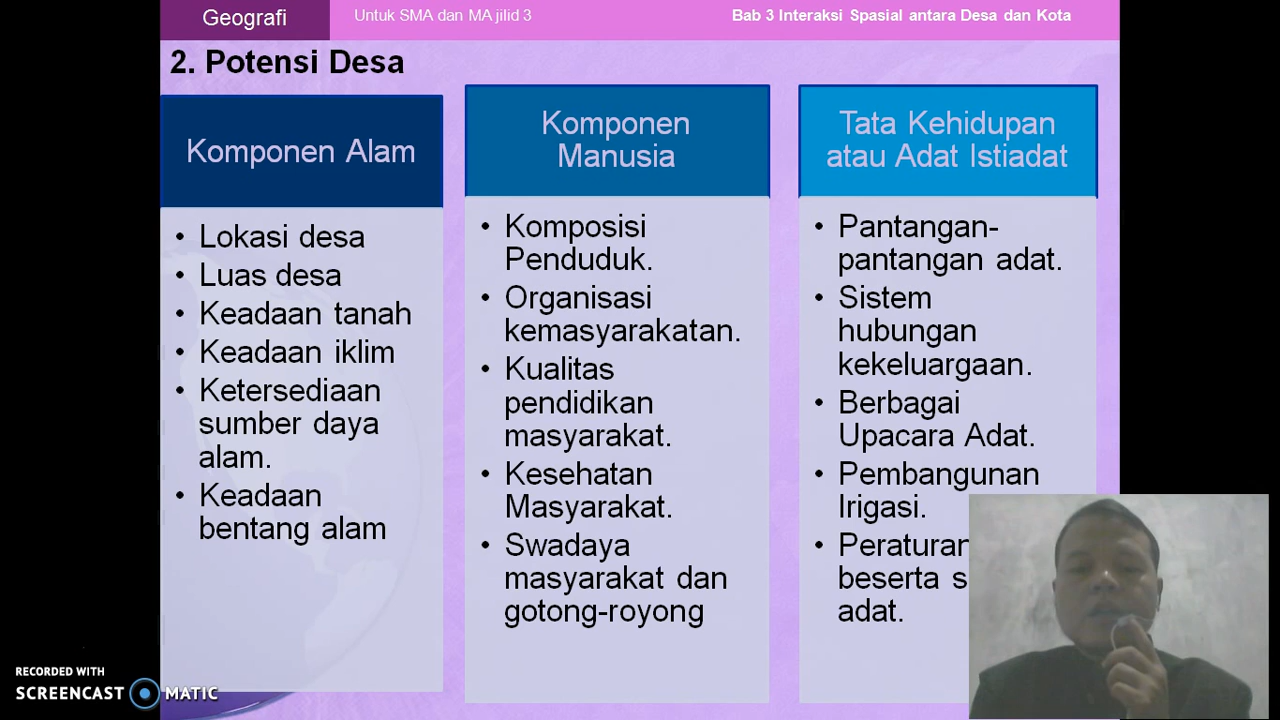 Geografi
Untuk SMA dan MA jilid 3
Bab 3 Interaksi Spasial antara Desa dan Kota
2. Potensi Desa
Komponen Alam
• Lokasi desa
• Luas desa
• Keadaan tanah
• Keadaan iklim
• Ketersediaan
sumber daya
alam.
• Keadaan
bentang alam
Komponen
Manusia
• Komposisi
Penduduk.
• Organisasi
kemasyarakatan.
• Kualitas
pendidikan
masyarakat.
• Kesehatan
Masyarakat.
• Swadaya
masyarakat dan
gotong-royong
Tata Kehidupan
atau Adat Istiadat
• Pantangan-
pantangan adat.
• Sistem
hubungan
kekeluargaan.
• Berbagai
Upacara Adat.
• Pembangunan
Irigasi.
• Peraturan
beserta
adat.
RECORDED WITH
SCREENCAST MATIC